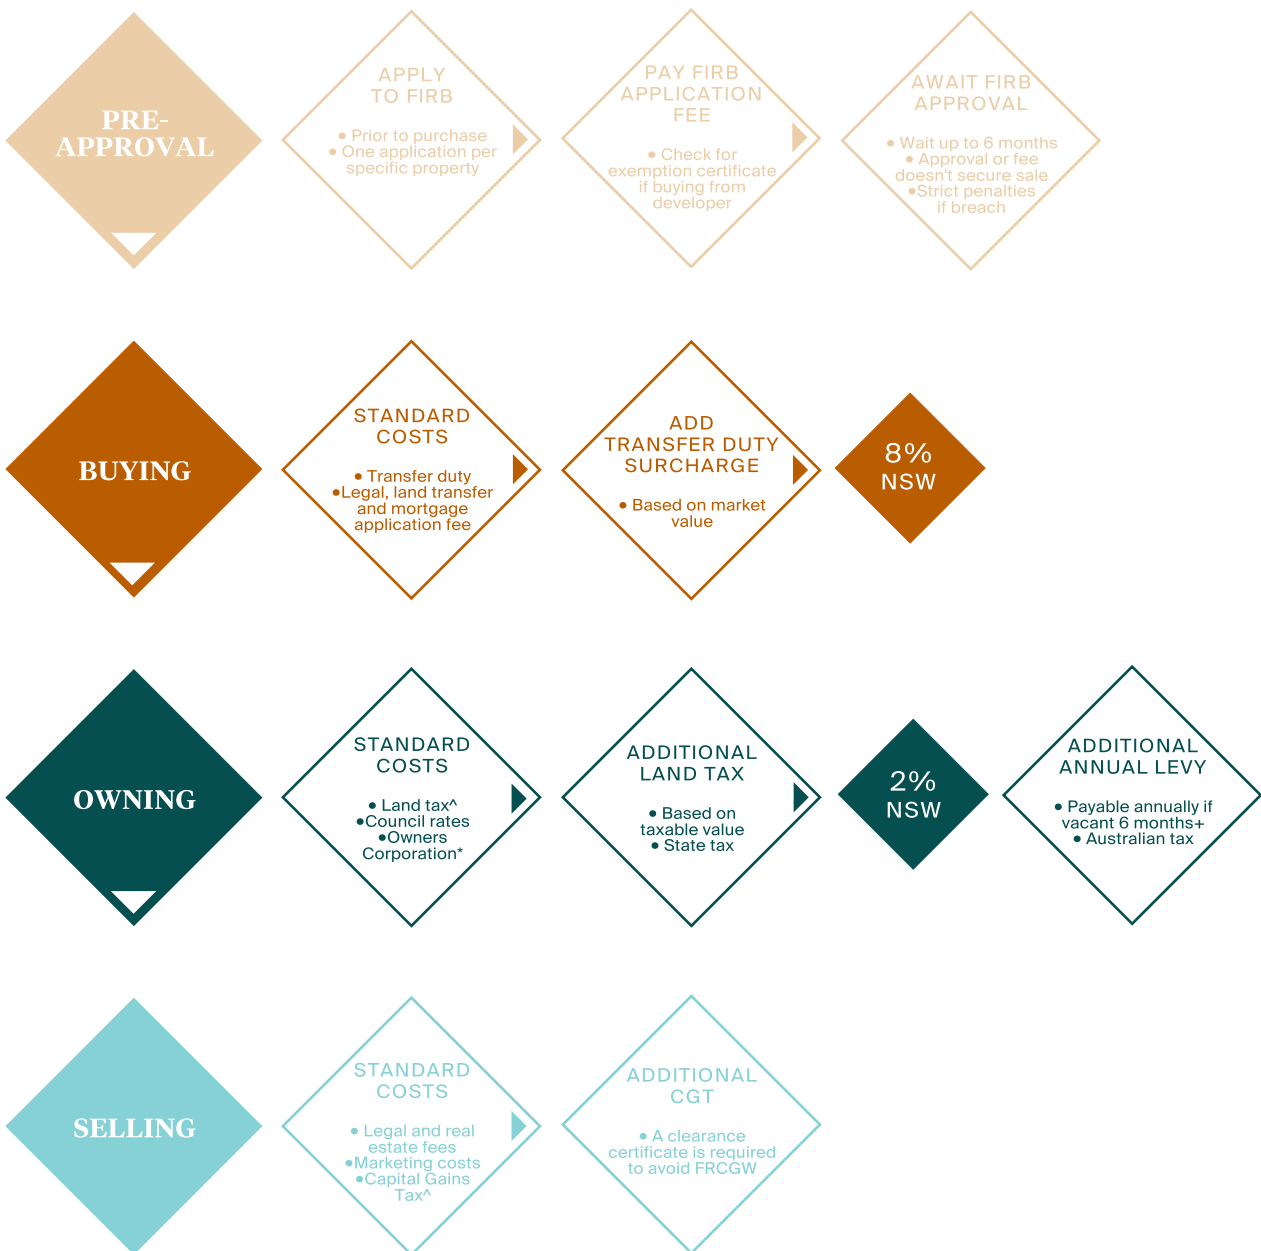 PRE-
APPROVAL
APPLY
TO FIRB
● Prior to purchase
● One application per
specific property
PAY FIRB
APPLICATION
FEE
● Check for
exemption certificate
if buying from
developer
AWAIT FIRB
APPROVAL
● Wait up to 6 months
● Approval or fee
doesn't secure sale
●Strict penalties
if breach
BUYING
STANDARD
COSTS
● Transfer duty
●Legal, land transfer
and mortgage
application fee
ADD
TRANSFER DUTY
SURCHARGE
● Based on market
value
8%
NSW
OWNING
STANDARD
COSTS
● Land tax^
●Council rates
●Owners
Corporation*
ADDITIONAL
LAND TAX
● Based on
taxable value
● State tax
2%
NSW
ADDITIONAL
ANNUAL LEVY
● Payable annually if
vacant 6 months+
● Australian tax
SELLING
STANDARD
COSTS
● Legal and real
estate fees
●Marketing costs
●Capital Gains
Tax^
ADDITIONAL
CGT
● A clearance
certificate is required
to avoid FRCGW